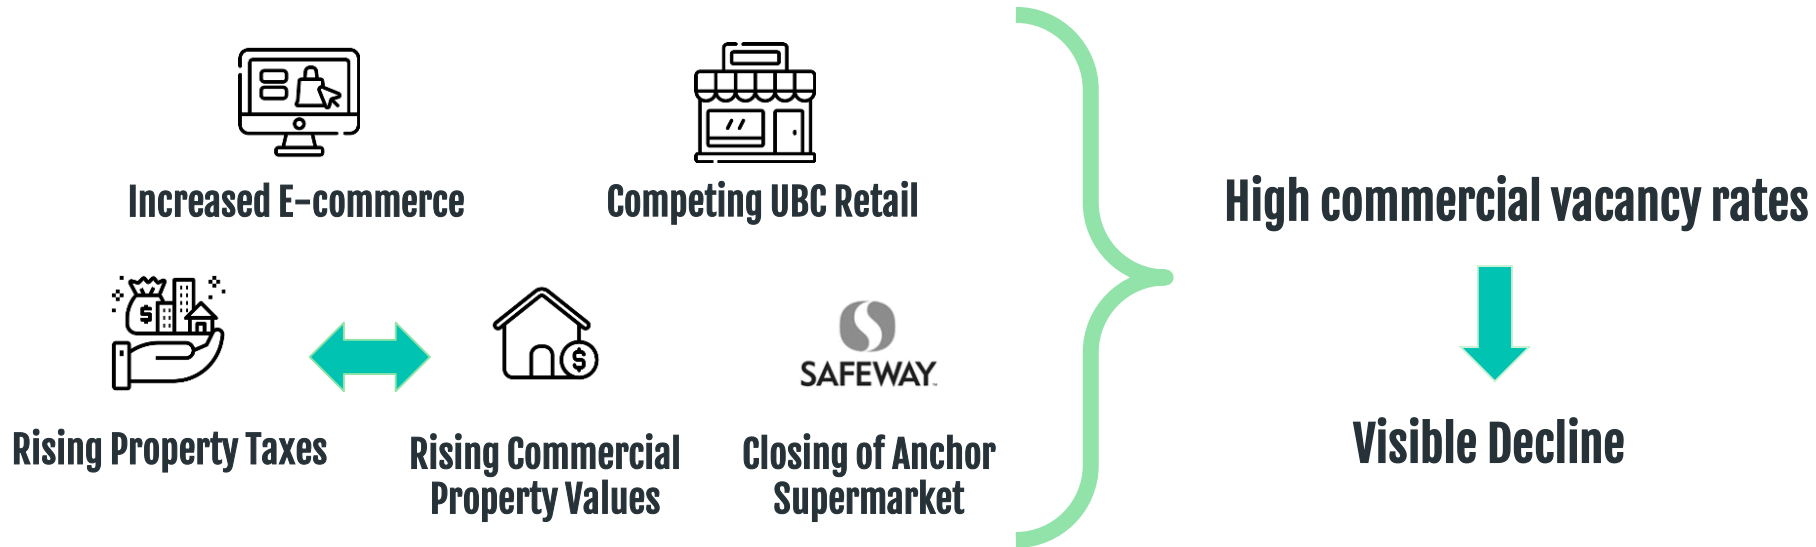 Increased E-commerce
Competing UBC Retail
High commercial vacancy rates
$
$
SAFEWAY
Rising Property Taxes
Rising Commercial
Property Values
Closing of Anchor
Supermarket
Visible Decline